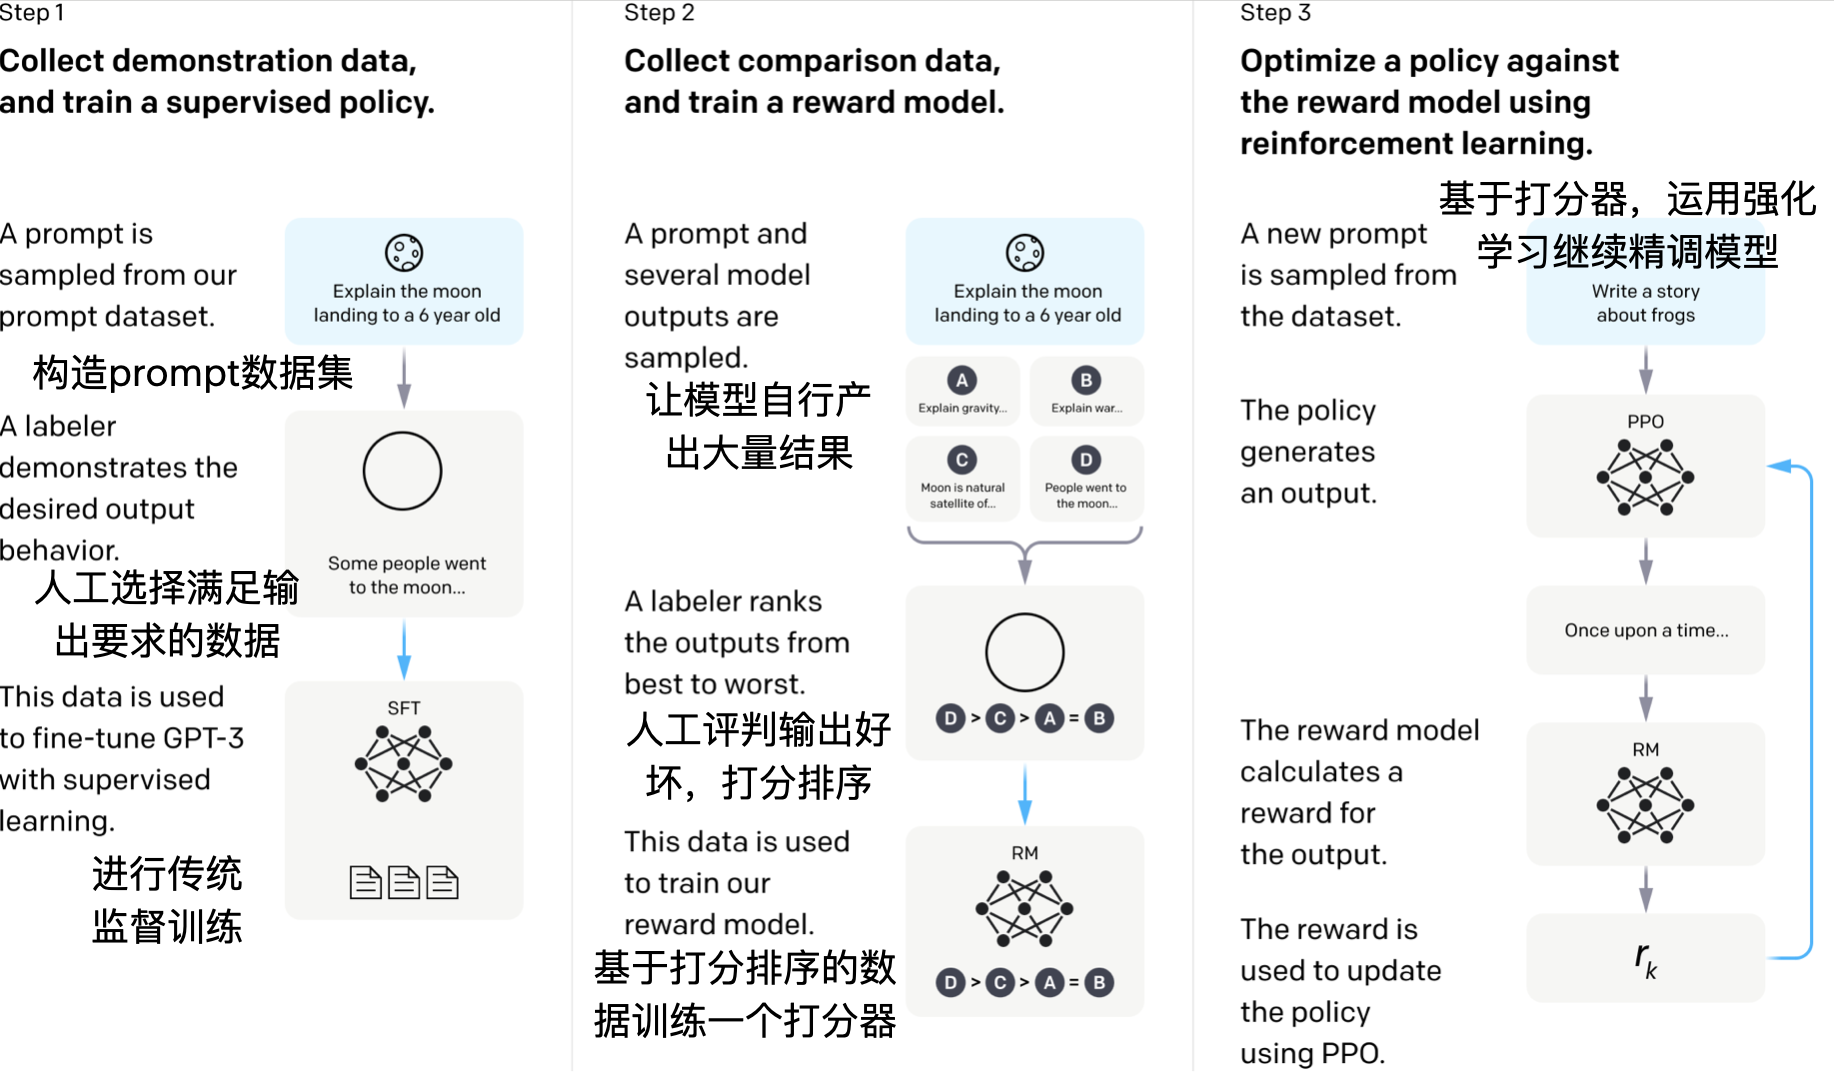 Step 1
Collect demonstration data,
and train a supervised policy.
A prompt is
sampled from our
prompt dataset.
Explain the moon
landing to a 6 year old
构造prompt数据集
A labeler
demonstrates the
desired output
behavior.
Some people went
to the moon...
人工选择满足输
出要求的数据
This data is used
to fine-tune GPT-3
with supervised
learning.
SFT
进行传统
监督训练
Step 2
Collect comparison data,
and train a reward model.
A prompt and
several model
outputs are
sampled.
Explain the moon
landing to a 6 year old
让模型自行产
出大量结果
A
Explain gravity...
B
Explain war...
C
Moon is natural
satellite of...
D
People went to
the moon...
A labeler ranks
the outputs from
best to worst.
D > C > A = B
人工评判输出好
坏，打分排序
This data is used
to train our
reward model.
RM
D > C > A = B
基于打分排序的数
据训练一个打分器
Step 3
Optimize a policy against
the reward model using
reinforcement learning.
基于打分器，运用强化
学习继续精调模型
A new prompt
is sampled from
the dataset.
Write a story
about frogs
The policy
generates
an output.
PPO
Once upon a time...
The reward model
calculates a
reward for
the output.
RM
The reward is
used to update
the policy
using PPO.
rk